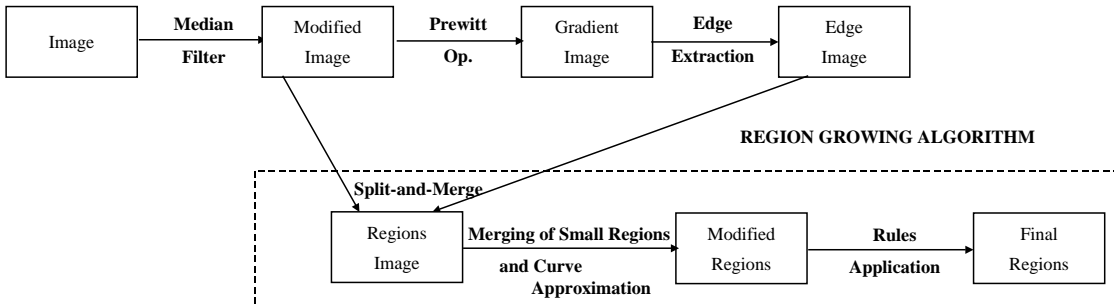 Image
Median
Filter
Modified
Image
Prewitt
Op.
Gradient
Image
Edge
Extraction
Edge
Image
REGION GROWING ALGORITHM
Split-and-Merge
Regions
Image
Merging of Small Regions
and Curve
Approximation
Modified
Regions
Rules
Application
Final
Regions